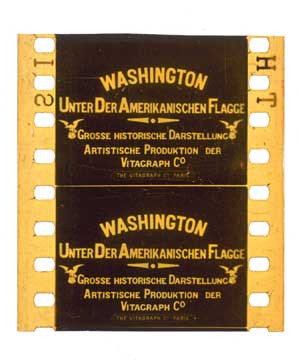 WASHINGTON
UNTER DER AMERIKANISCHEN FLAGGE
GROSSE HISTORISCHE DARSTELLUNG
ARTISTISCHE PRODUKTION DER
VITAGRAPH Cº
THE VITAGRAPH Cº PARIS
WASHINGTON
UNTER DER AMERIKANISCHEN FLAGGE
GROSSE HISTORISCHE DARSTELLUNG
ARTISTISCHE PRODUKTION DER
VITAGRAPH Cº
THE VITAGRAPH Cº PARIS